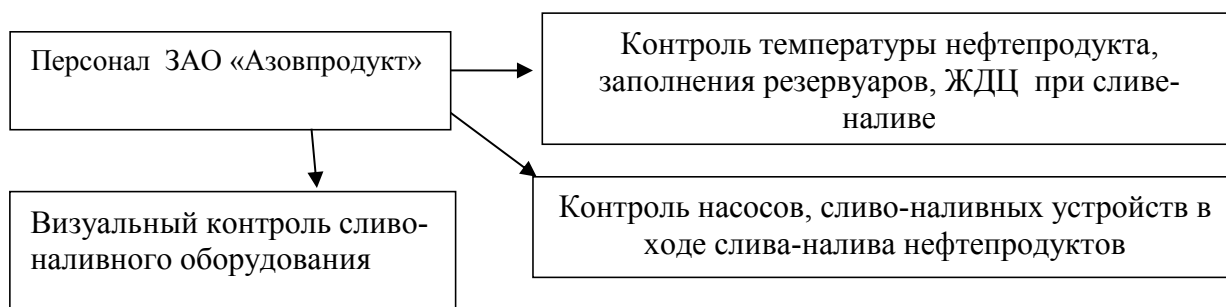 Персонал ЗАО «Азовпродукт»
Контроль температуры нефтепродукта,
заполнения резервуаров, ЖДЦ при сливе-
наливе
Визуальный контроль сливо-
наливного оборудования
Контроль насосов, сливо-наливных устройств в
ходе слива-налива нефтепродуктов